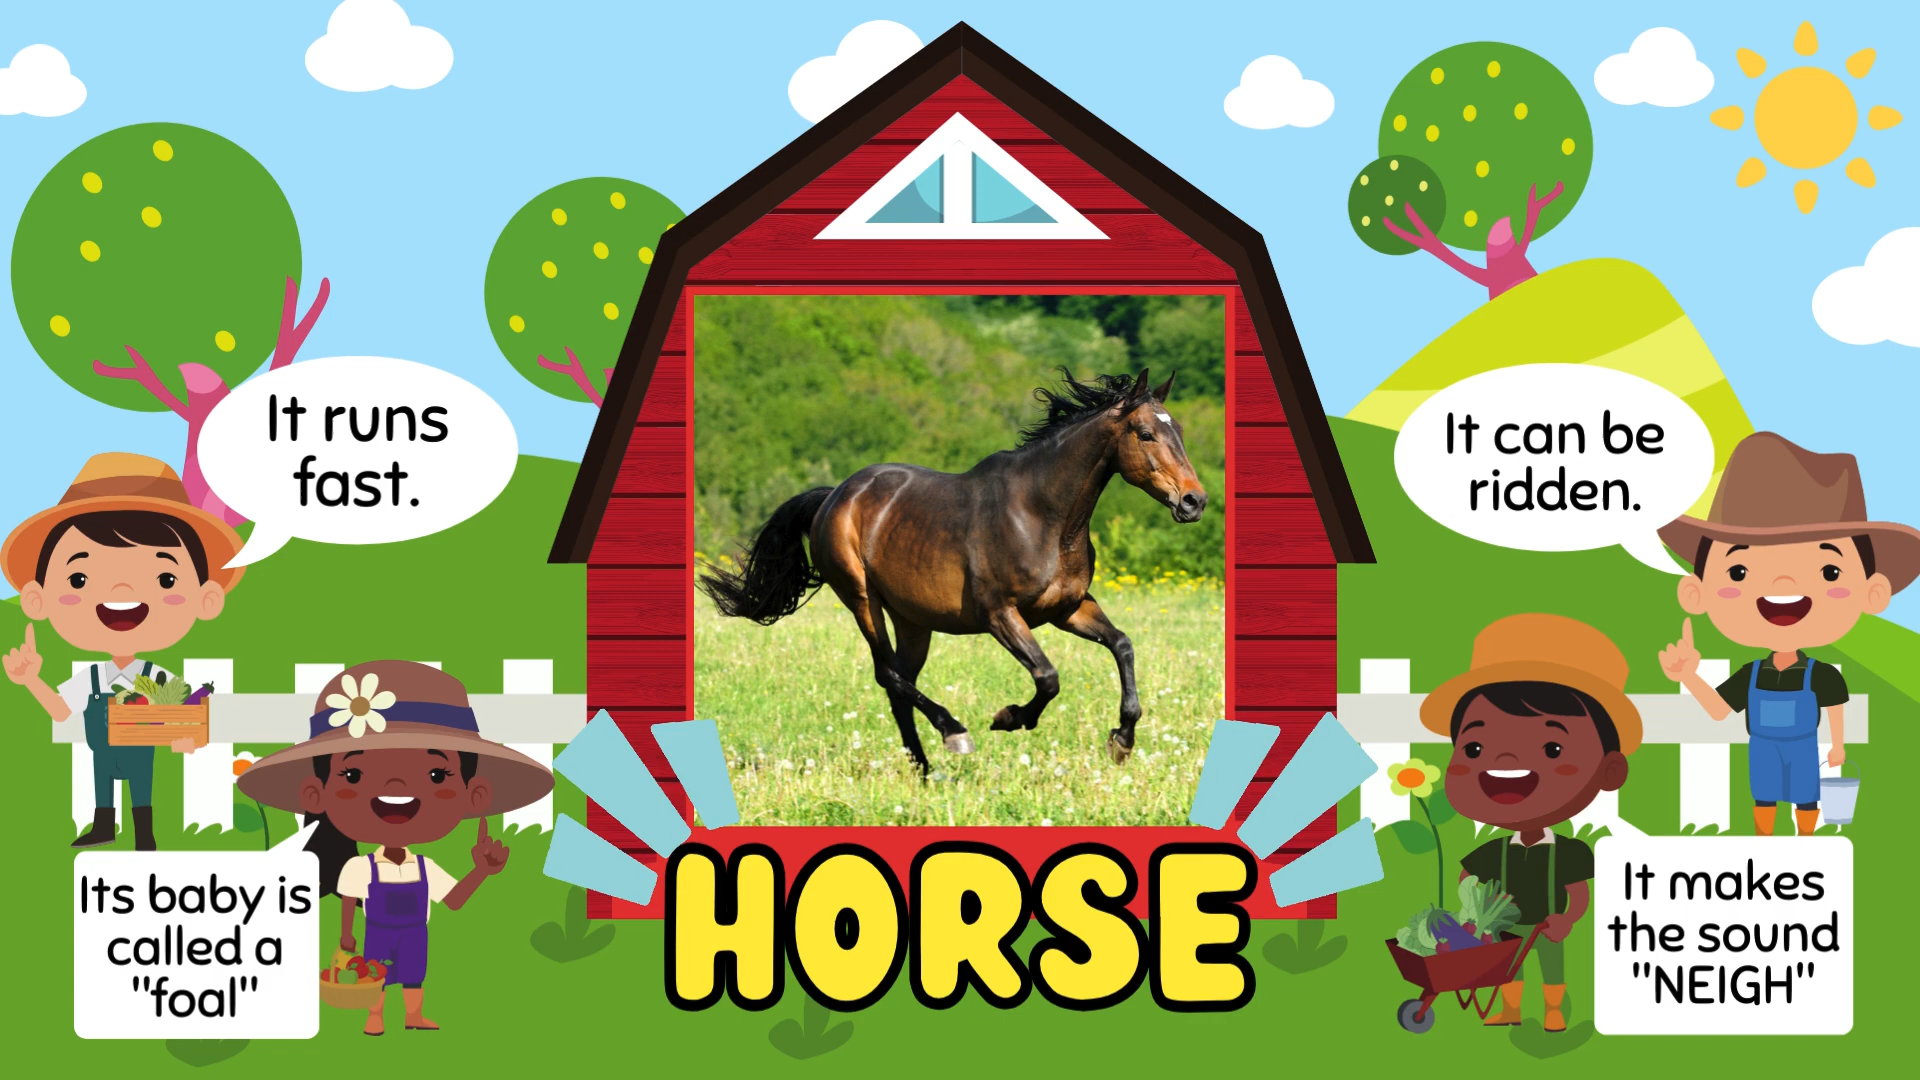 It runs
fast.
It can be
ridden.
Its baby is
called a
"foal"
It makes
the sound
"NEIGH"
HORSE